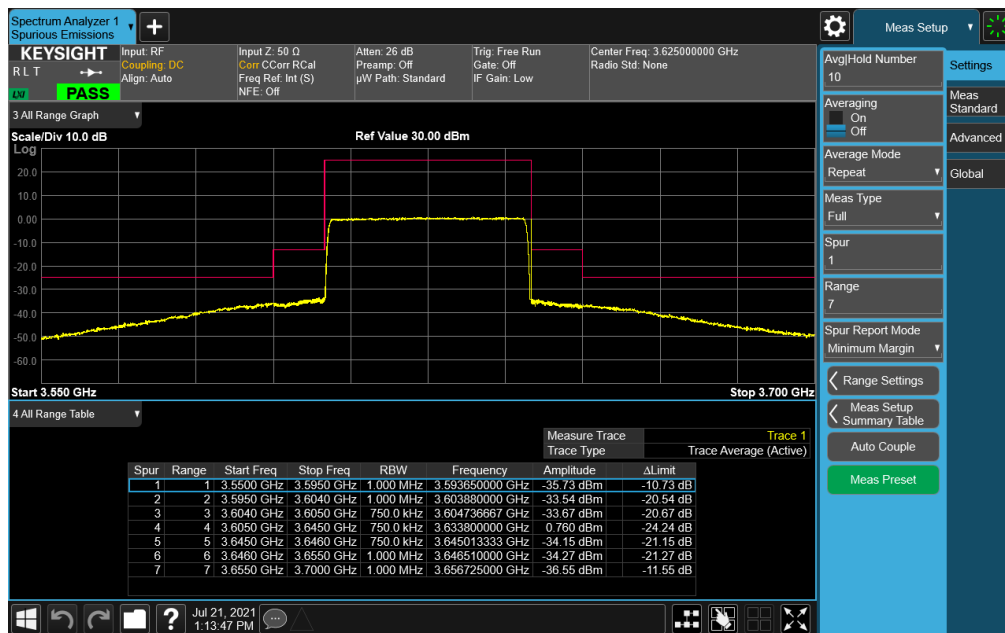 Spectrum Analyzer 1
Spurious Emissions
Meas Setup
KEYSIGHT
R L T
LXI
PASS
Input: RF
Coupling: DC
Align: Auto
Input Z: 50 Ω
Corr CCorr RCal
Freq Ref: Int (S)
NFE: Off
Atten: 26 dB
Preamp: Off
µW Path: Standard
Trig: Free Run
Gate: Off
IF Gain: Low
Center Freq: 3.625000000 GHz
Radio Std: None
3 All Range Graph
Scale/Div 10.0 dB
Ref Value 30.00 dBm
Log
20.0
10.0
0.00
-10.0
-20.0
-30.0
-40.0
-50.0
-60.0
Start 3.550 GHz
Stop 3.700 GHz
4 All Range Table
Measure Trace Trace 1
Trace Type Trace Average (Active)
Spur Range Start Freq Stop Freq RBW Frequency Amplitude ΔLimit
1 1 3.5500 GHz 3.5950 GHz 1.000 MHz 3.593650000 GHz -35.73 dBm -10.73 dB
2 2 3.5950 GHz 3.6040 GHz 1.000 MHz 3.603880000 GHz -33.54 dBm -20.54 dB
3 3 3.6040 GHz 3.6050 GHz 750.0 kHz 3.604736667 GHz -33.67 dBm -20.67 dB
4 4 3.6050 GHz 3.6450 GHz 750.0 kHz 3.633800000 GHz 0.760 dBm -24.24 dB
5 5 3.6450 GHz 3.6460 GHz 750.0 kHz 3.645013333 GHz -34.15 dBm -21.15 dB
6 6 3.6460 GHz 3.6550 GHz 1.000 MHz 3.646510000 GHz -34.27 dBm -21.27 dB
7 7 3.6550 GHz 3.7000 GHz 1.000 MHz 3.656725000 GHz -36.55 dBm -11.55 dB
Avg|Hold Number
10
Averaging
On
Off
Average Mode
Repeat
Meas Type
Full
Spur
1
Range
7
Spur Report Mode
Minimum Margin
Range Settings
Meas Setup
Summary Table
Auto Couple
Meas Preset
Settings
Meas
Standard
Advanced
Global
?
Jul 21, 2021
1:13:47 PM